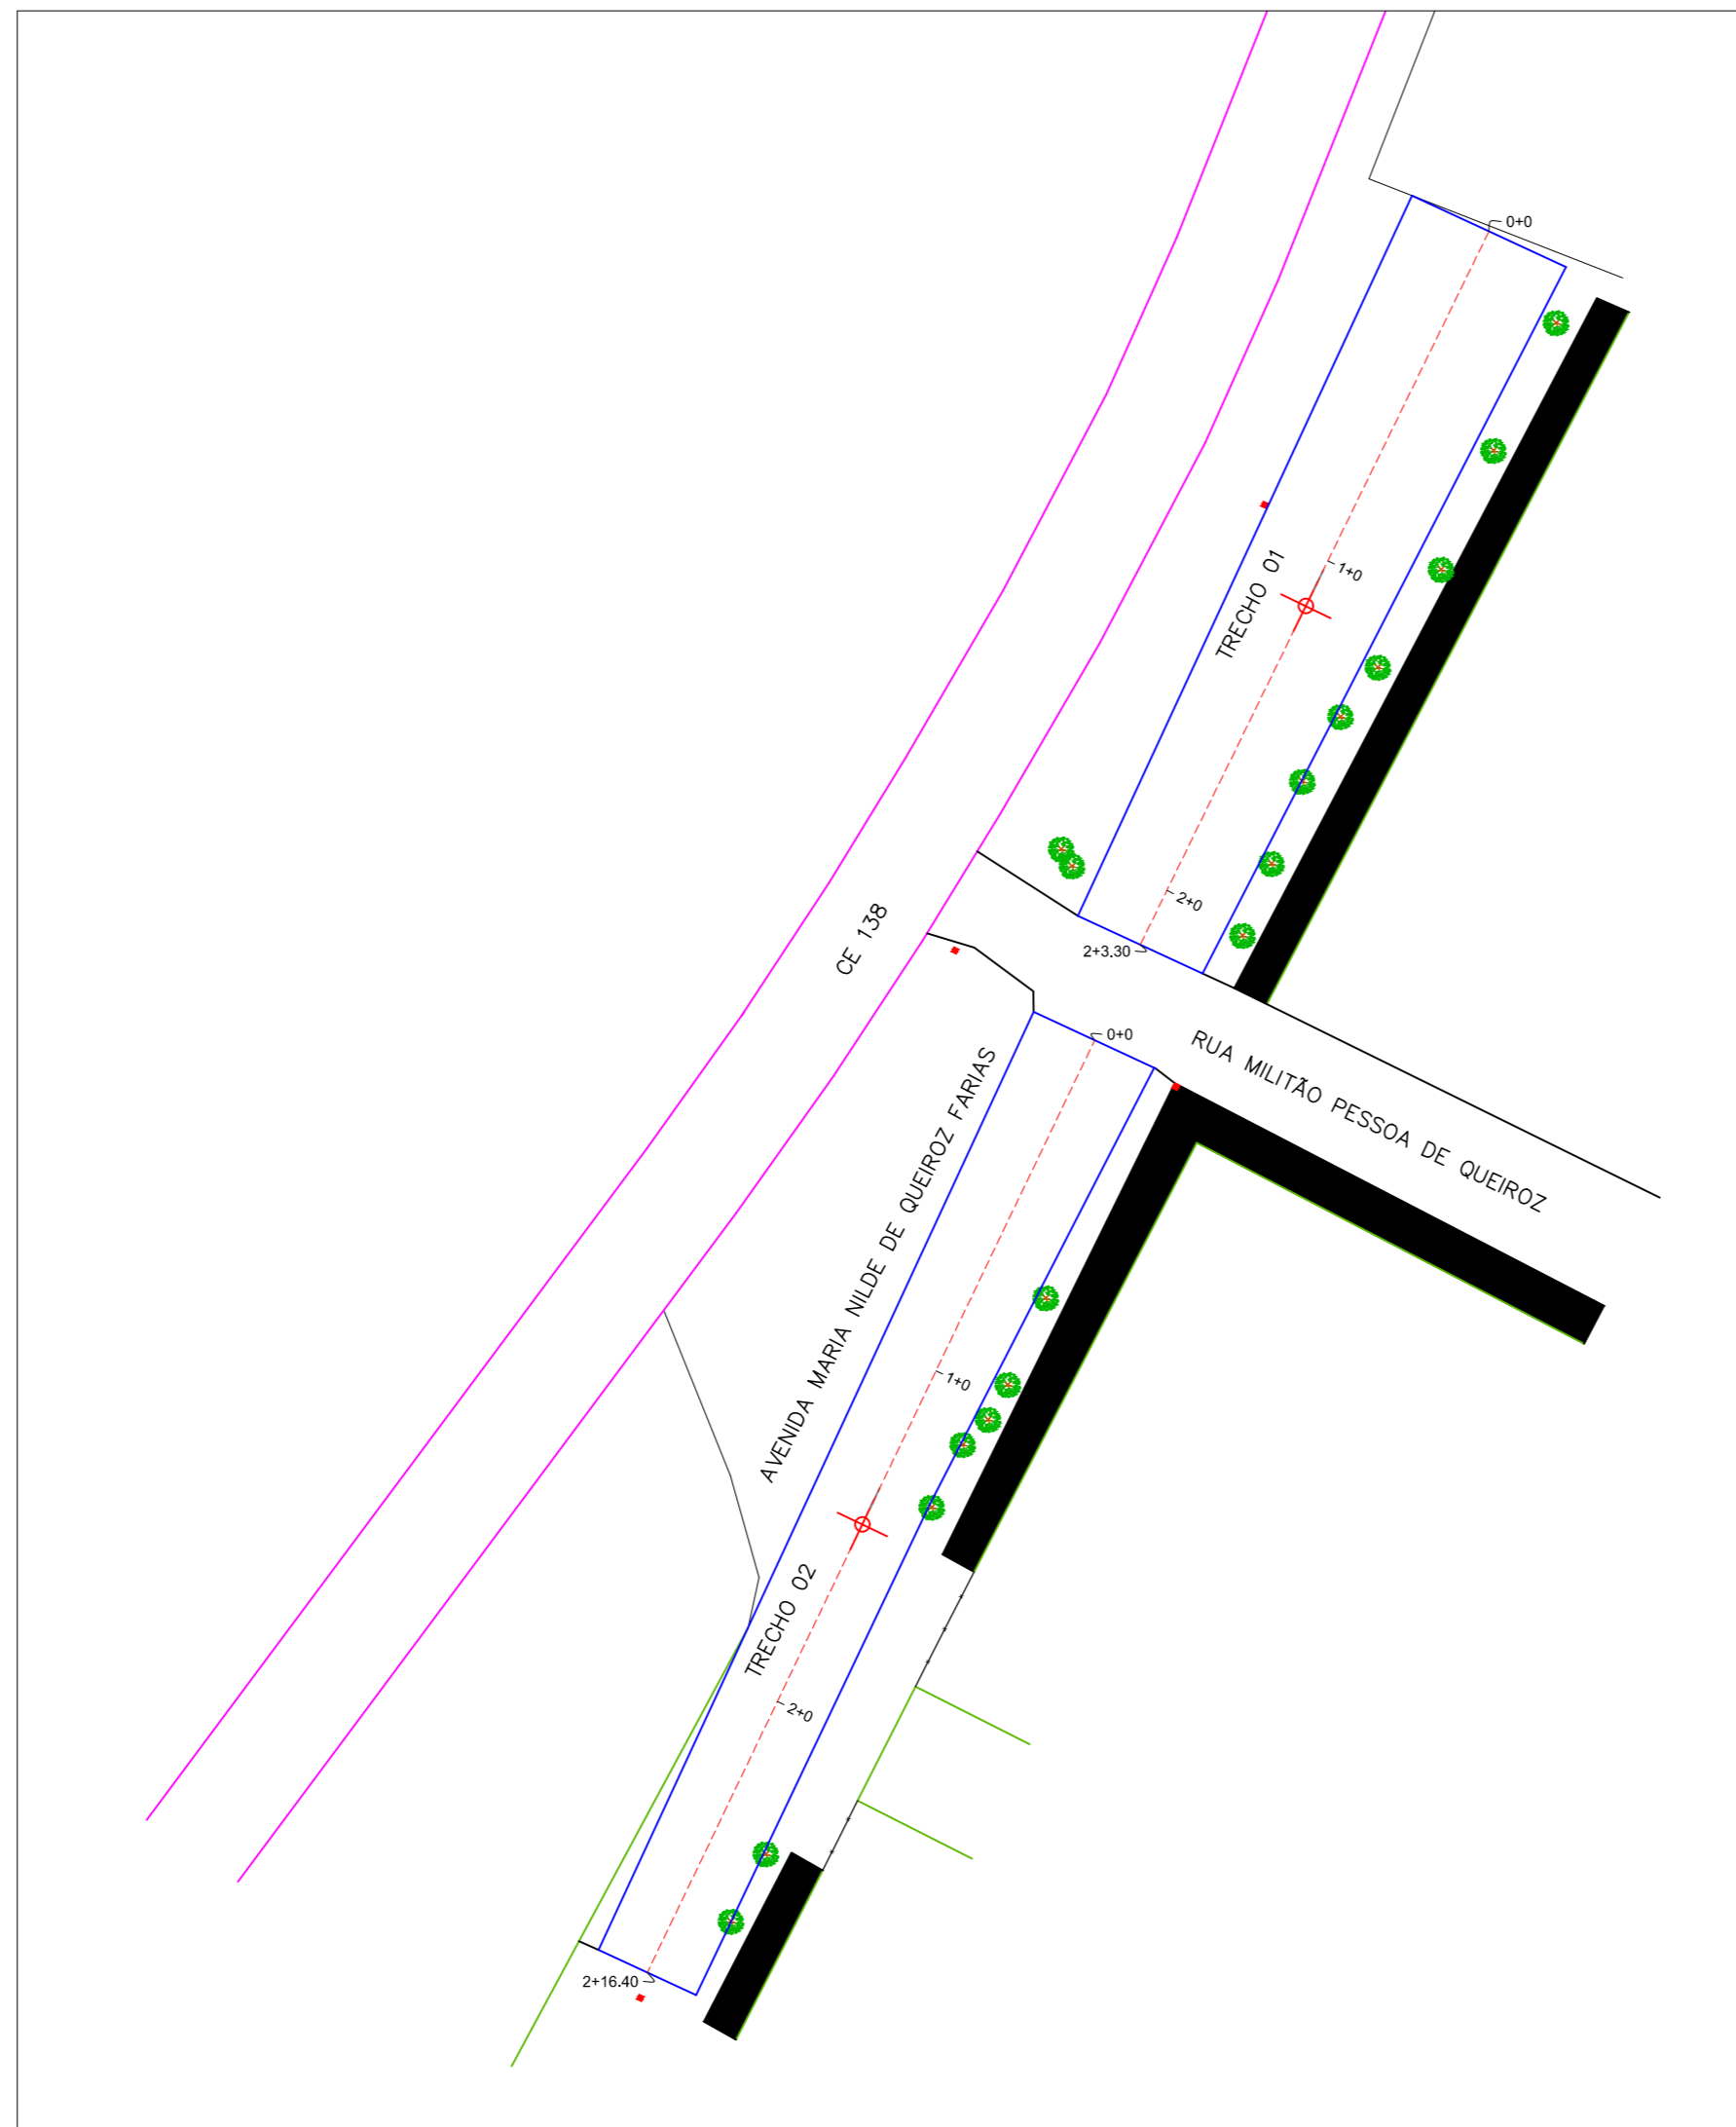 0+0
1+0
TRECHO 01
2+0
CE 138
2+3.30
0+0
RUA MILITÃO PESSOA DE QUEIROZ
AVENIDA MARIA NILDE DE QUEIROZ FARIAS
1+0
TRECHO 02
2+0
2+16.40